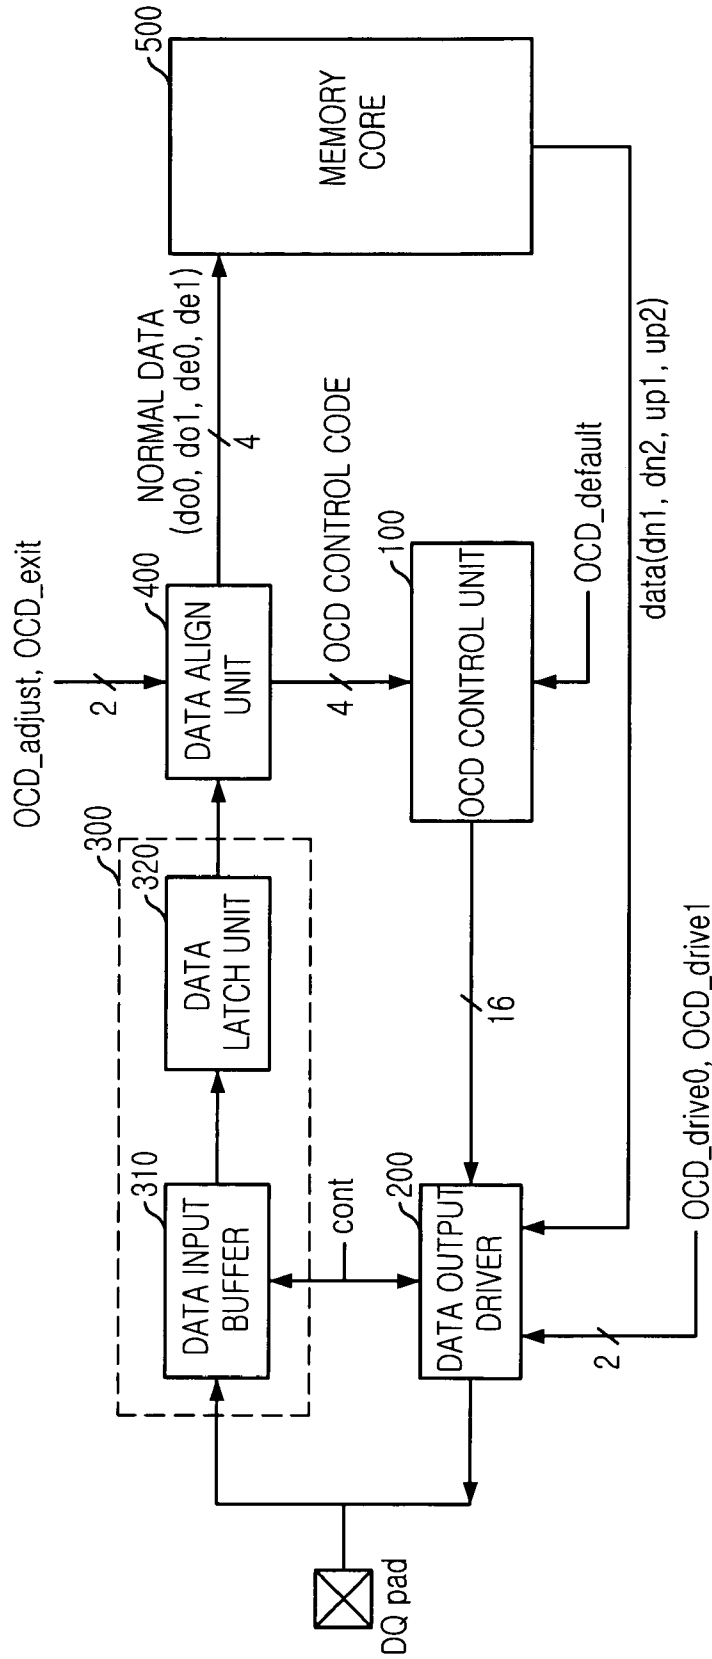 OCD_adjust, OCD_exit
2
NORMAL DATA
(do0, do1, de0, de1)
4
500
MEMORY
CORE
300
310
DATA INPUT
BUFFER
320
DATA
LATCH UNIT
400
DATA ALIGN
UNIT
4
OCD CONTROL CODE
cont
DQ pad
200
DATA OUTPUT
DRIVER
16
100
OCD CONTROL UNIT
OCD_default
2
OCD_drive0, OCD_drive1
data(dn1, dn2, up1, up2)